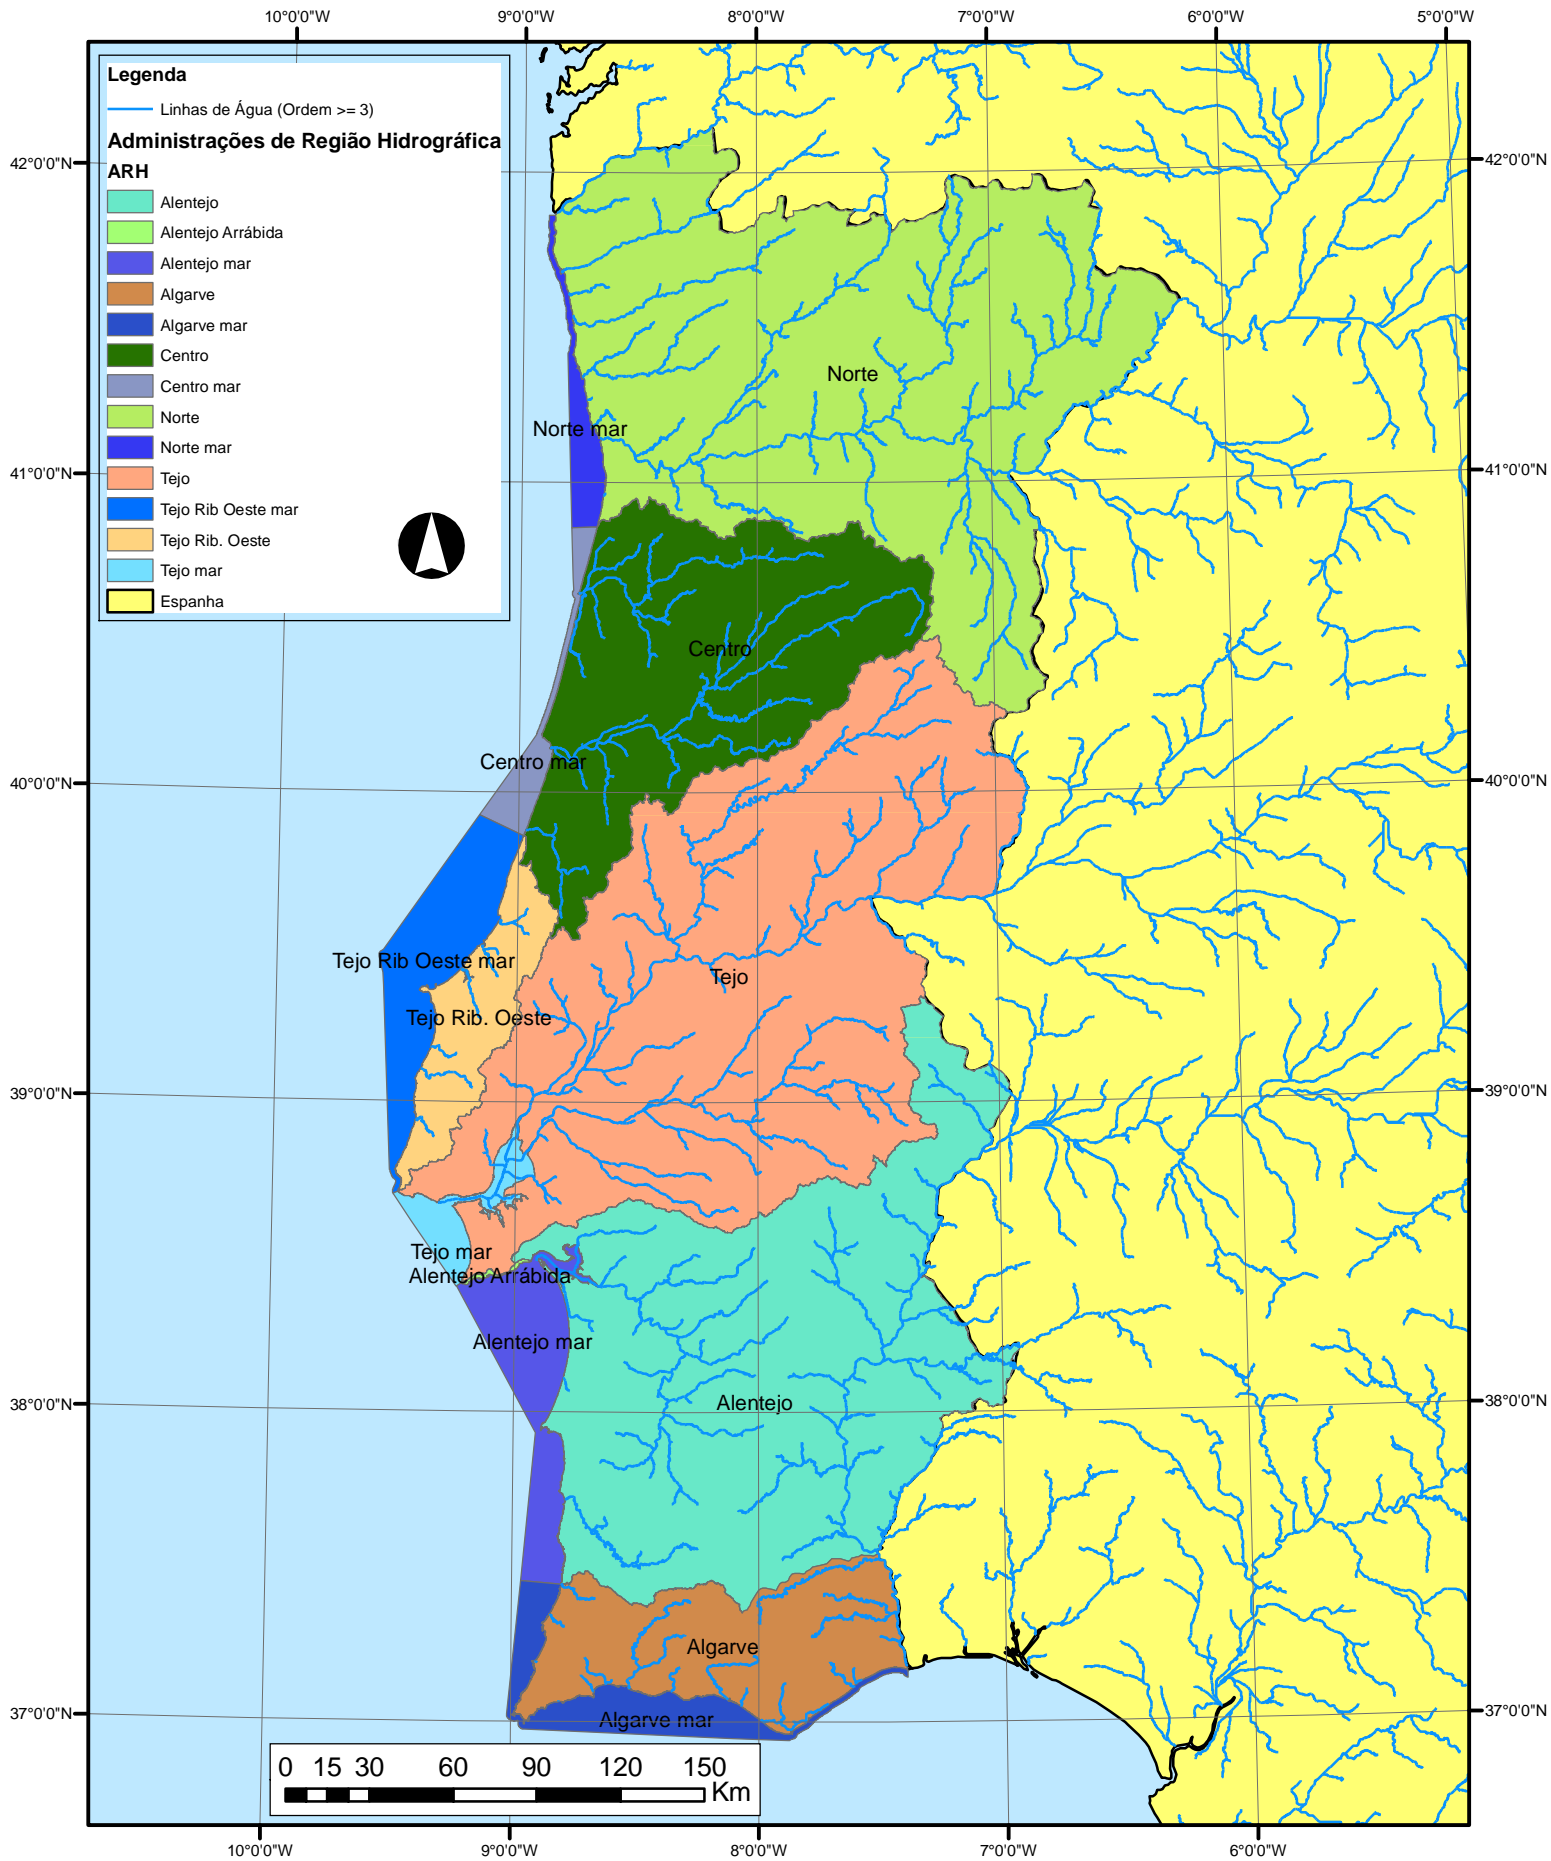 10°0'0"W 9°0'0"W 8°0'0"W 7°0'0"W 6°0'0"W 5°0'0"W
Legenda
Linhas de Água (Ordem >= 3)
Administrações de Região Hidrográfica
ARH
Alentejo
Alentejo Arrábida
Alentejo mar
Algarve
Algarve mar
Centro
Centro mar
Norte
Norte mar
Tejo
Tejo Rib Oeste mar
Tejo Rib. Oeste
Tejo mar
Espanha
42°0'0"N 42°0'0"N
Norte
Norte mar
41°0'0"N 41°0'0"N
Centro
Centro mar
40°0'0"N 40°0'0"N
Tejo Rib Oeste mar
Tejo
Tejo Rib. Oeste
39°0'0"N 39°0'0"N
Tejo mar
Alentejo Arrábida
Alentejo mar
Alentejo
38°0'0"N 38°0'0"N
Algarve
37°0'0"N 37°0'0"N
Algarve mar
0 15 30 60 90 120 150
Km
10°0'0"W 9°0'0"W 8°0'0"W 7°0'0"W 6°0'0"W